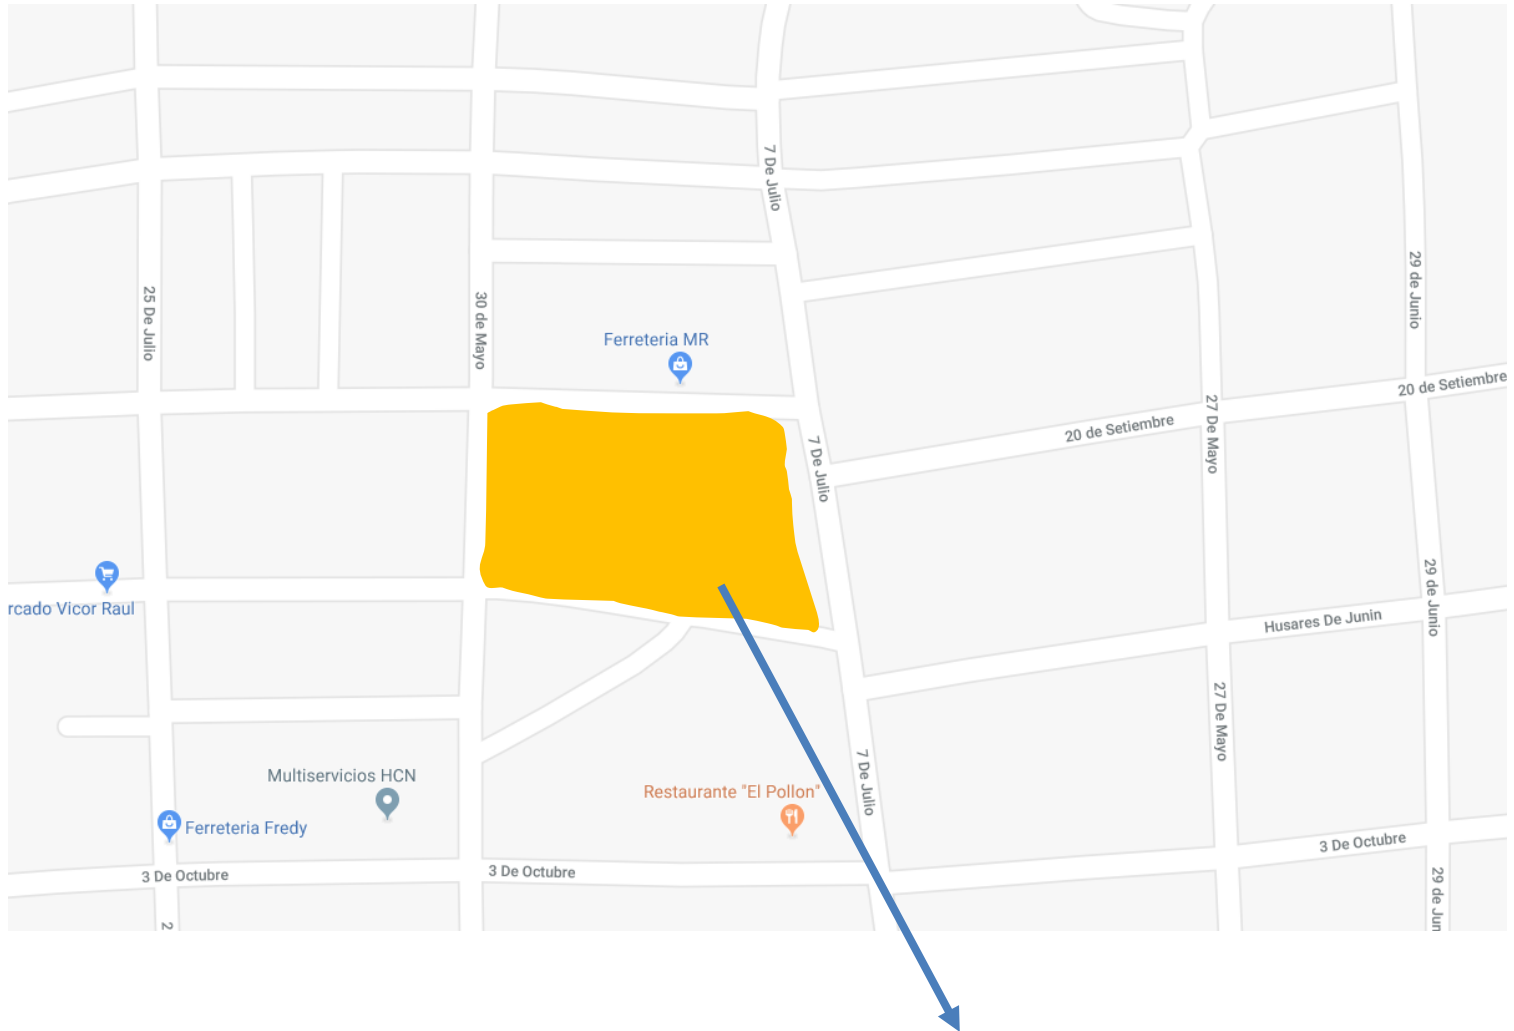 7 De Julio
29 de Junio
25 De Julio
30 de Mayo
Ferreteria MR
20 de Setiembre
27 De Mayo
20 de Setiembre
7 De Julio
rcado Vicor Raul
29 de Junio
Husares De Junin
27 De Mayo
Multiservicios HCN
7 De Julio
Restaurante "El Pollon"
Ferreteria Fredy
3 De Octubre
3 De Octubre
3 De Octubre
29 de Jun
2